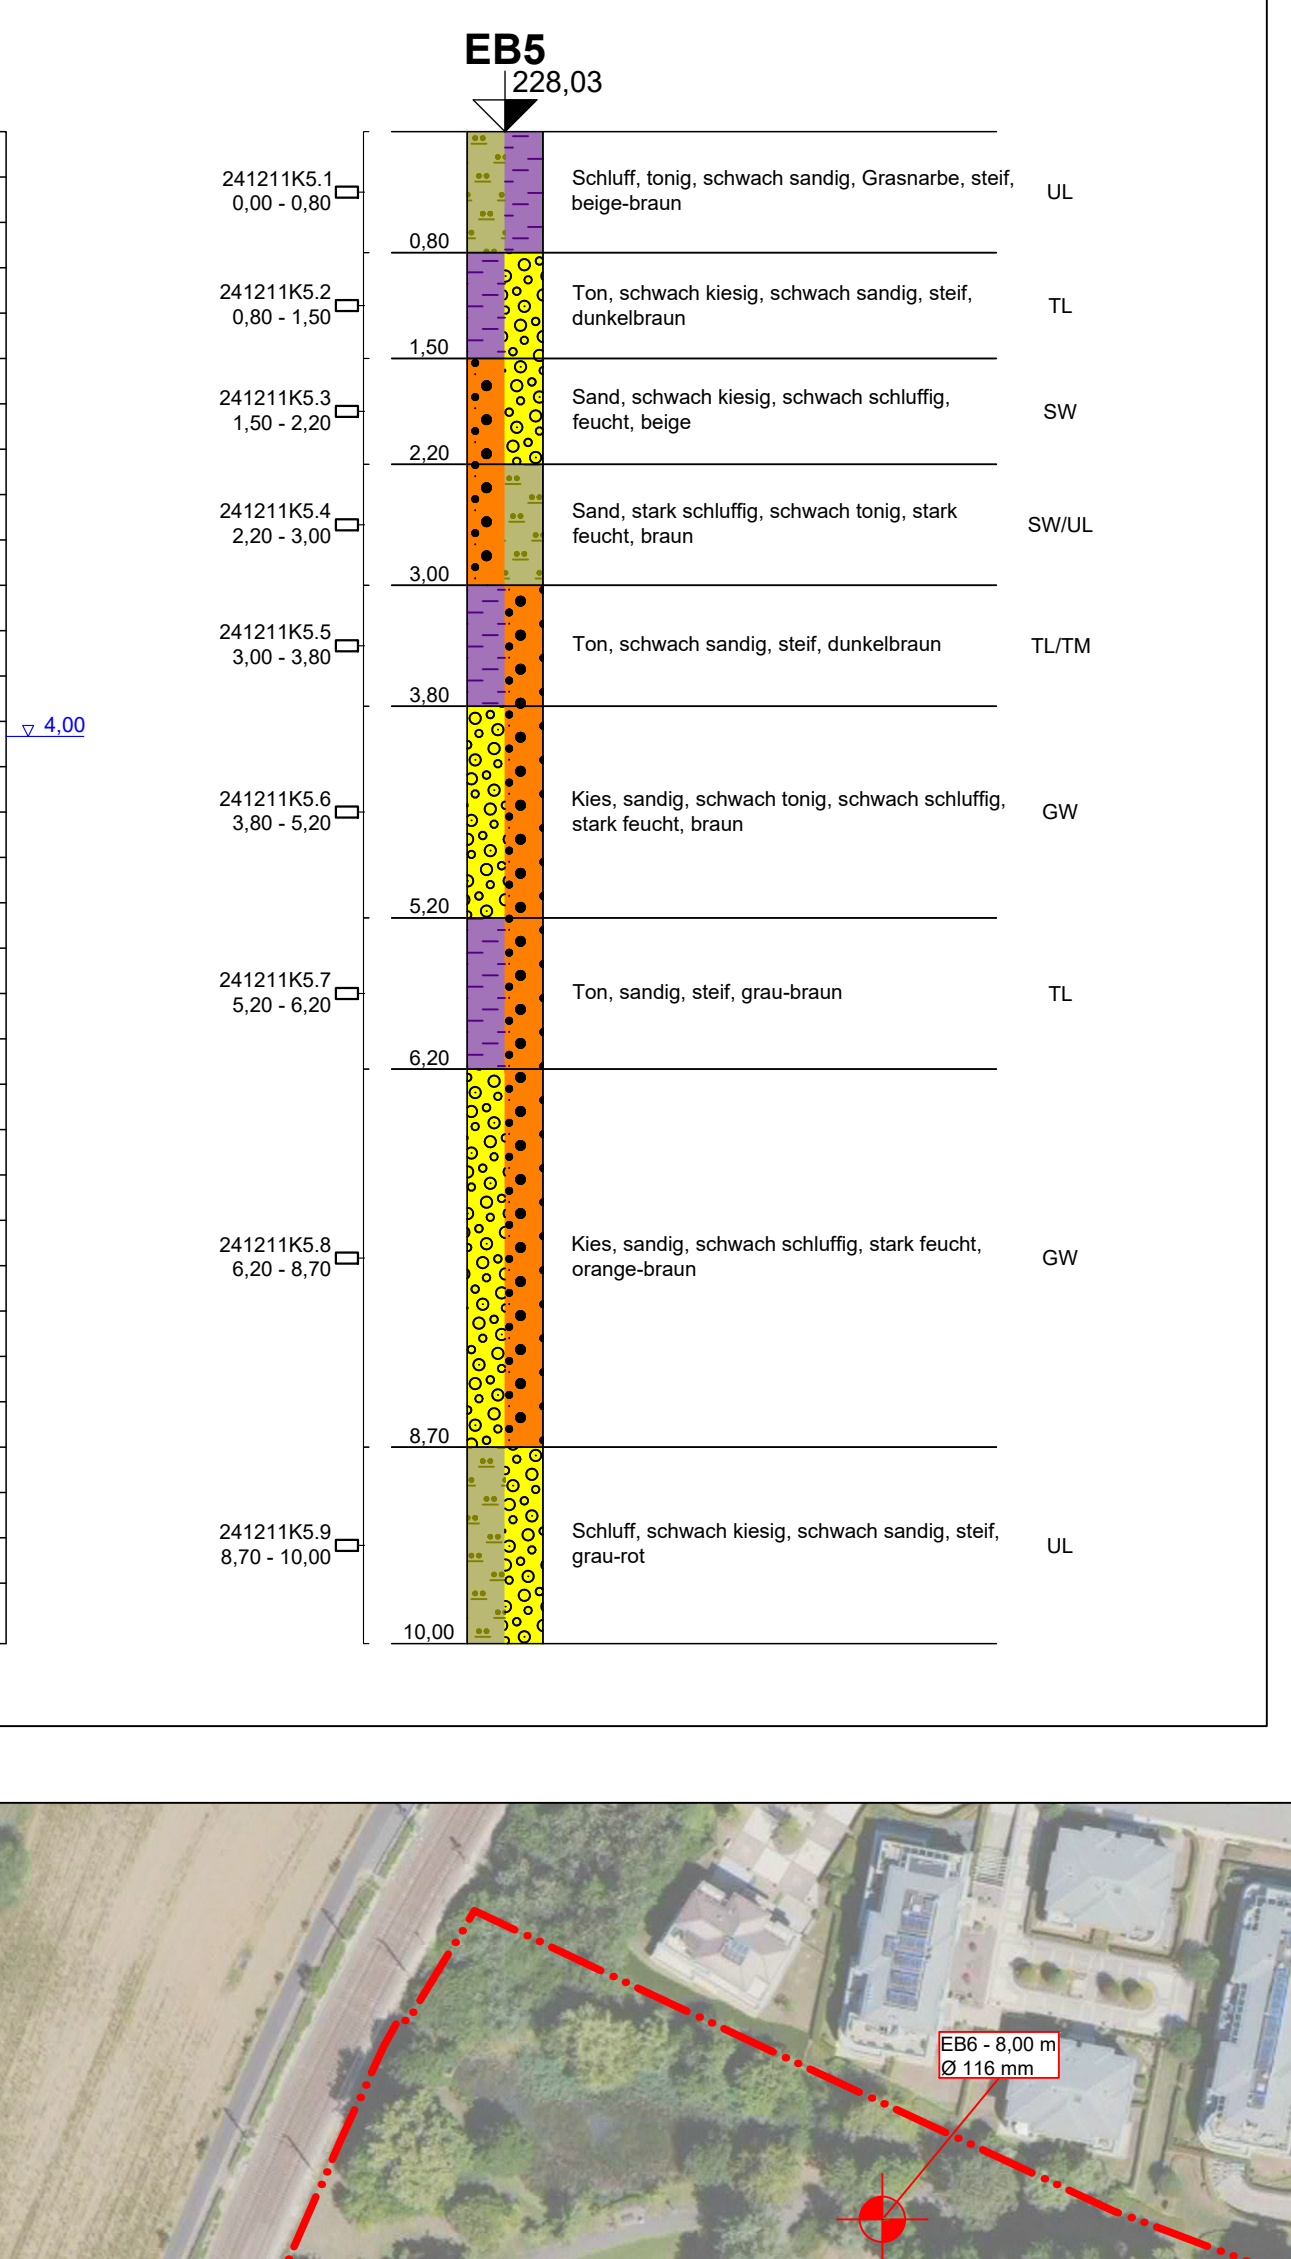 EB5
228,03
241211K5.1
0,00 - 0,80
Schluff, tonig, schwach sandig, Grasnarbe, steif,
beige-braun
UL
0,80
241211K5.2
0,80 - 1,50
Ton, schwach kiesig, schwach sandig, steif,
dunkelbraun
TL
1,50
241211K5.3
1,50 - 2,20
Sand, schwach kiesig, schwach schluffig,
feucht, beige
SW
2,20
241211K5.4
2,20 - 3,00
Sand, stark schluffig, schwach tonig, stark
feucht, braun
SW/UL
3,00
241211K5.5
3,00 - 3,80
Ton, schwach sandig, steif, dunkelbraun
TL/TM
3,80
4,00
241211K5.6
3,80 - 5,20
Kies, sandig, schwach tonig, schwach schluffig,
stark feucht, braun
GW
5,20
241211K5.7
5,20 - 6,20
Ton, sandig, steif, grau-braun
TL
6,20
241211K5.8
6,20 - 8,70
Kies, sandig, schwach schluffig, stark feucht,
orange-braun
GW
8,70
241211K5.9
8,70 - 10,00
Schluff, schwach kiesig, schwach sandig, steif,
grau-rot
UL
10,00
EB6 - 8,00 m
Ø 116 mm